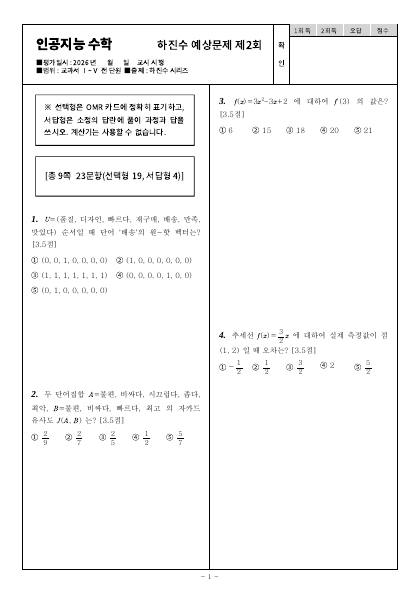 인공지능 수학
하진수 예상문제 제2회
확
인
1회독 2회독 오답 점수
■평가일시 : 2026 년 월 일 교시 시행
■범위 : 교과서 Ⅰ~Ⅴ 전 단원 ■출제 : 하진수 시리즈
※ 선택형은 OMR 카드에 정확히 표기하고,
서답형은 소정의 답란에 풀이 과정과 답을
쓰시오. 계산기는 사용할 수 없습니다.
[총 9쪽 23문항(선택형 19, 서답형 4)]
1. U=(품질, 디자인, 빠르다, 재구매, 배송, 만족,
맛있다) 순서일 때 단어 '배송'의 원-핫 벡터는?
[3.5점]
① (0, 0, 1, 0, 0, 0, 0) ② (1, 0, 0, 0, 0, 0, 0)
③ (1, 1, 1, 1, 1, 1, 1) ④ (0, 0, 0, 0, 1, 0, 0)
⑤ (0, 1, 0, 0, 0, 0, 0)
2. 두 단어집합 A=불편, 비싸다, 시끄럽다, 좁다,
최악, B=불편, 비싸다, 빠르다, 최고 의 자카드
유사도 J(A, B) 는? [3.5점]
① 2/9 ② 2/7 ③ 2/5 ④ 1/2 ⑤ 5/7
3. f(x)=3x²-3x+2 에 대하여 f′(3) 의 값은?
[3.5점]
① 6 ② 15 ③ 18 ④ 20 ⑤ 21
4. 추세선 f(x)=3/2x 에 대하여 실제 측정값이 점
(1, 2) 일 때 오차는? [3.5점]
① -1/2 ② 1/2 ③ 3/2 ④ 2 ⑤ 5/2
- 1 -